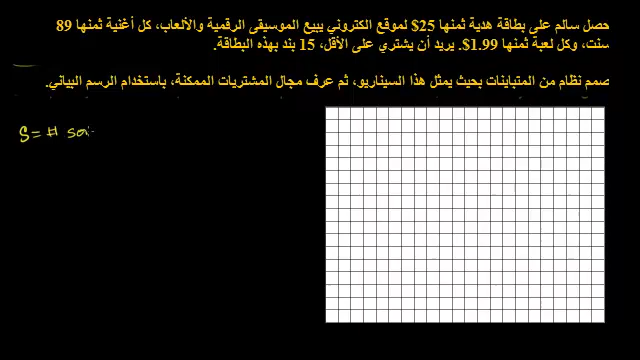 حصل سالم على بطاقة هدية ثمنها 25$ لموقع الكتروني يبيع الموسيقى الرقمية والألعاب، كل أغنية ثمنها 89
سنت، وكل لعبة ثمنها 1.99$. يريد أن يشتري على الأقل، 15 بند بهذه البطاقة.
صمم نظام من المتباينات بحيث يمثل هذا السيناريو، ثم عرف مجال المشتريات الممكنة، باستخدام الرسم البياني.
S = #